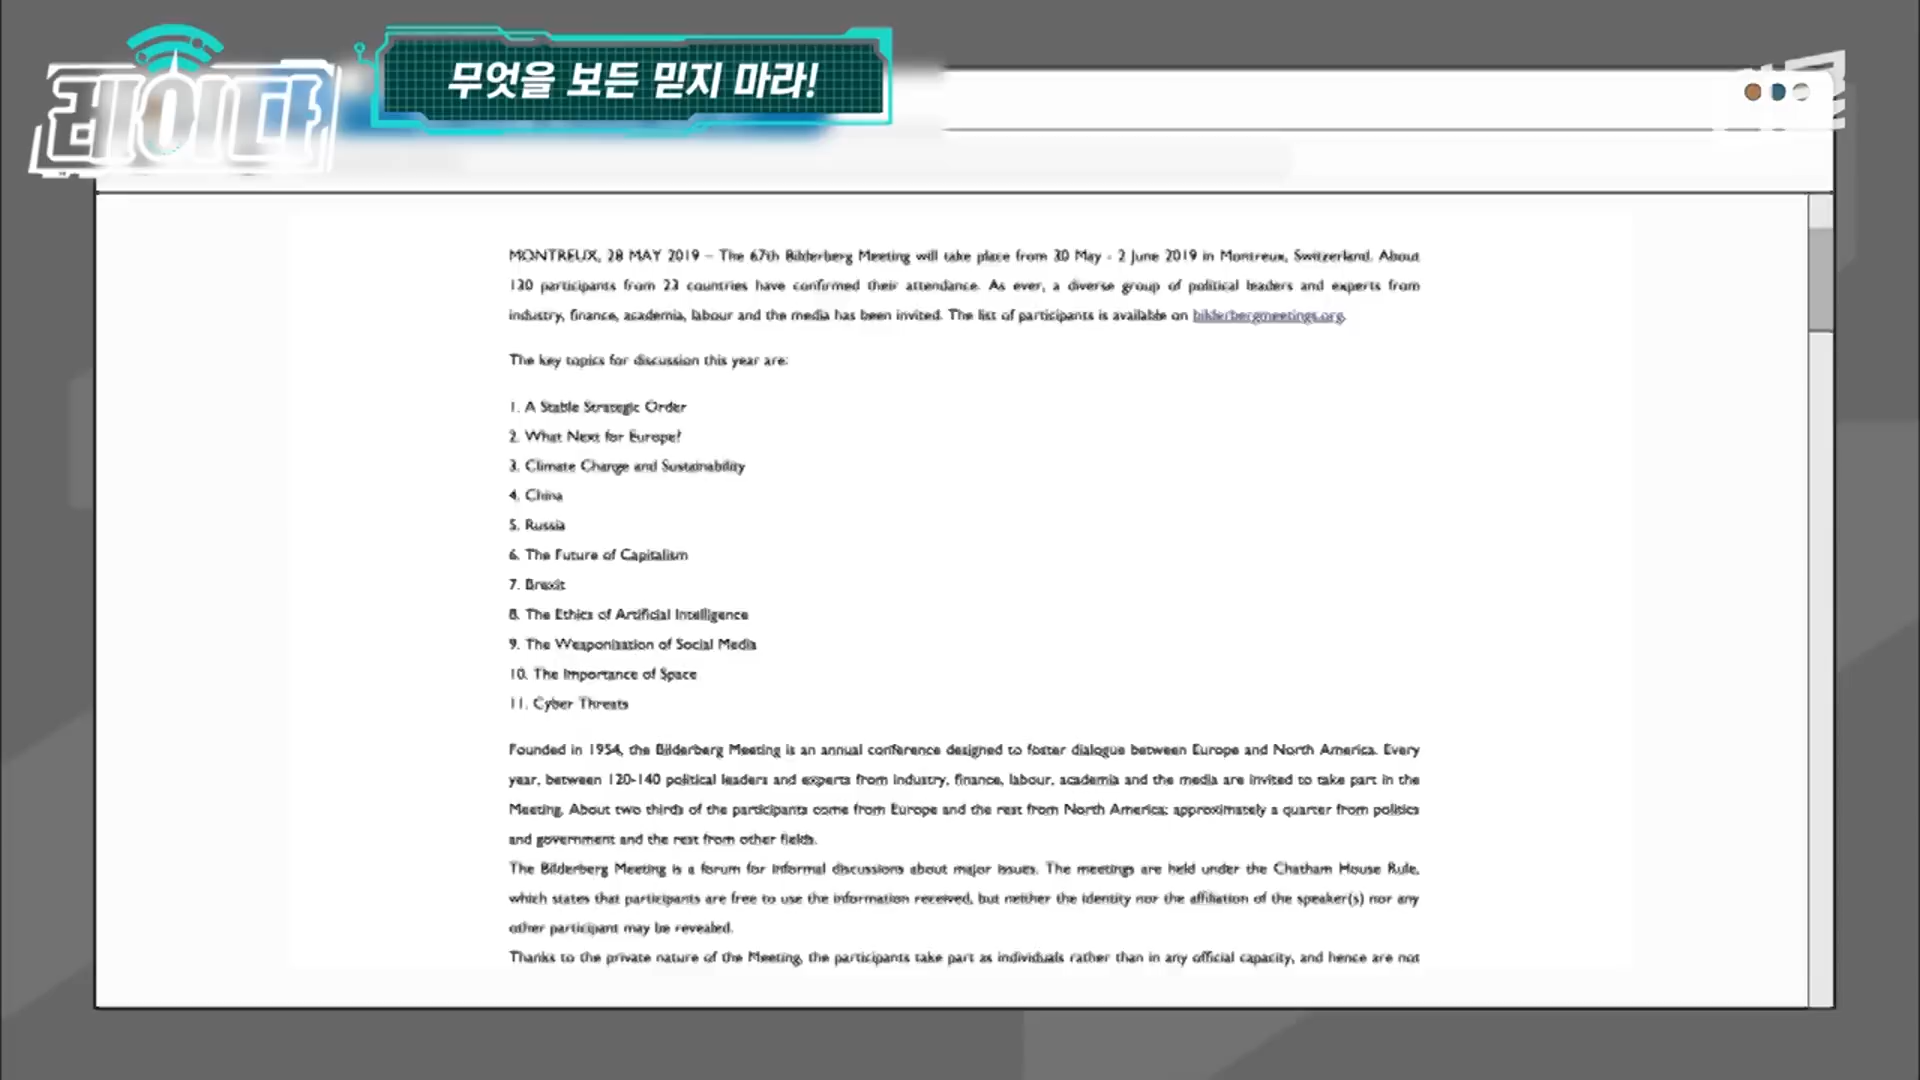 레이다
무엇을 보든 믿지 마라!
MONTREUX, 28 MAY 2019 – The 67th Bilderberg Meeting will take place from 30 May - 2 June 2019 in Montreux, Switzerland. About
130 participants from 23 countries have confirmed their attendance. As ever, a diverse group of political leaders and experts from
industry, finance, academia, labour and the media has been invited. The list of participants is available on bilderbergmeetings.org.
The key topics for discussion this year are:
1. A Stable Strategic Order
2. What Next for Europe?
3. Climate Change and Sustainability
4. China
5. Russia
6. The Future of Capitalism
7. Brexit
8. The Ethics of Artificial Intelligence
9. The Weaponisation of Social Media
10. The Importance of Space
11. Cyber Threats
Founded in 1954, the Bilderberg Meeting is an annual conference designed to foster dialogue between Europe and North America. Every
year, between 120-140 political leaders and experts from industry, finance, labour, academia and the media are invited to take part in the
Meeting. About two thirds of the participants come from Europe and the rest from North America; approximately a quarter from politics
and government and the rest from other fields.
The Bilderberg Meeting is a forum for informal discussions about major issues. The meetings are held under the Chatham House Rule,
which states that participants are free to use the information received, but neither the identity nor the affiliation of the speaker(s) nor any
other participant may be revealed.
Thanks to the private nature of the Meeting, the participants take part as individuals rather than in any official capacity, and hence are not